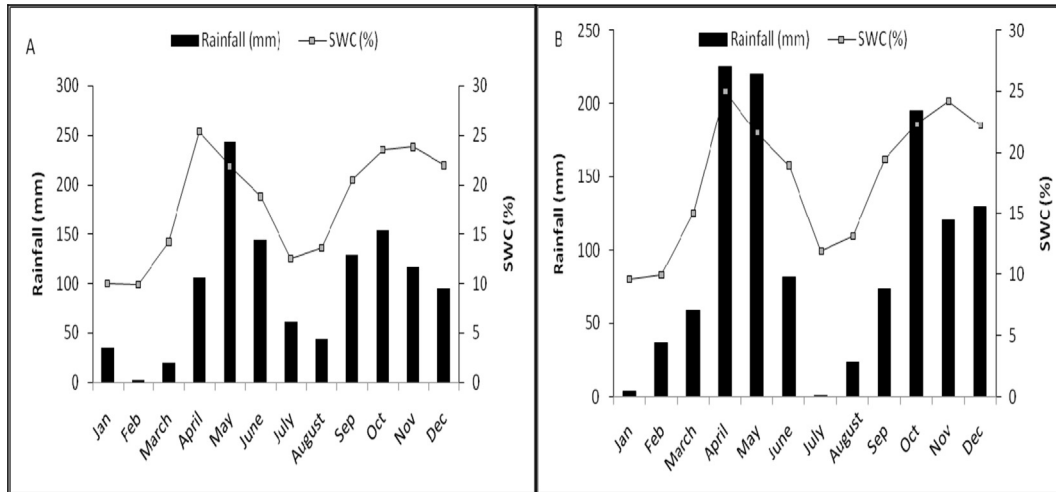 A
Rainfall (mm) SWC (%)
300
250
200
150
100
50
0
Rainfall (mm)
30
25
20
15
10
5
0
SWC (%)
Jan Feb March April May June July August Sep Oct Nov Dec
B
Rainfall (mm) SWC (%)
250
200
150
100
50
0
Rainfall (mm)
30
25
20
15
10
5
0
SWC (%)
Jan Feb March April May June July August Sep Oct Nov Dec